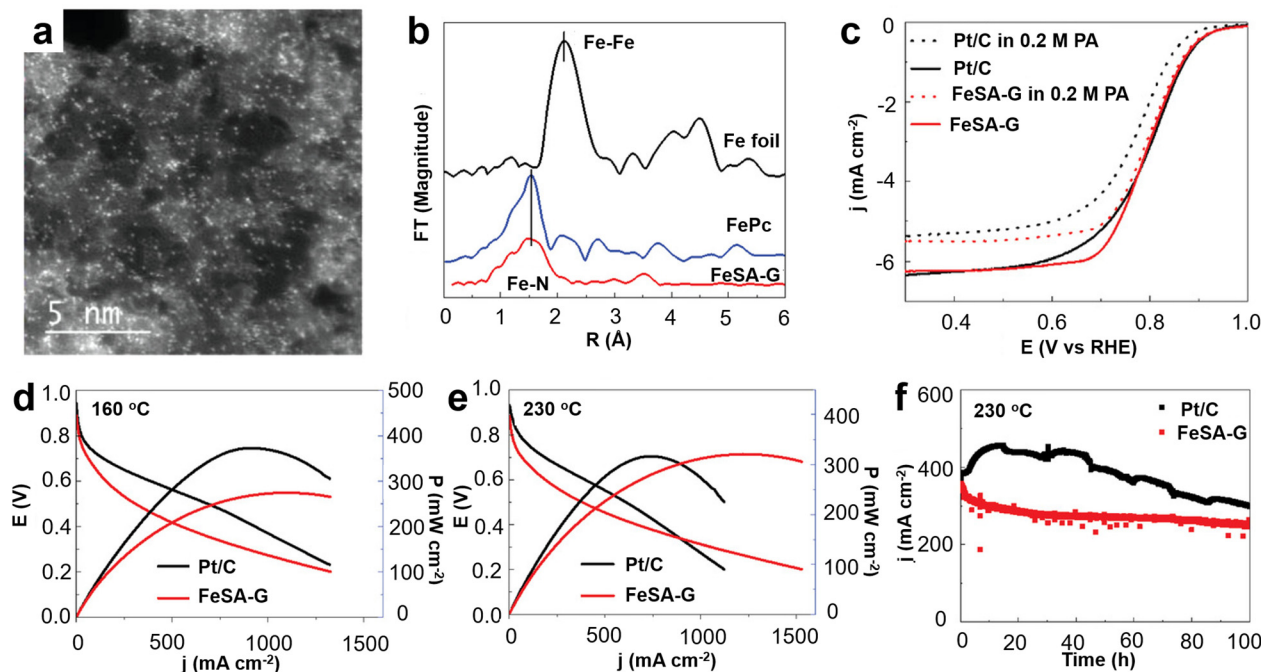 a
5 nm
b
Fe-Fe
Fe foil
FePc
FeSA-G
Fe-N
FT (Magnitude)
0 1 2 3 4 5 6
R (Å)
c
Pt/C in 0.2 M PA
Pt/C
FeSA-G in 0.2 M PA
FeSA-G
j (mA cm-2)
0
-2
-4
-6
0.4 0.6 0.8 1.0
E (V vs RHE)
d
160 °C
E (V)
1.0
0.8
0.6
0.4
0.2
0.0
Pt/C
FeSA-G
500
400
300
200
100
0
P (mW cm-2)
0 500 1000 1500
j (mA cm-2)
e
230 °C
E (V)
1.0
0.8
0.6
0.4
0.2
0.0
Pt/C
FeSA-G
400
300
200
100
0
P (mW cm-2)
0 500 1000 1500
j (mA cm-2)
f
230 °C
Pt/C
FeSA-G
j (mA cm-2)
600
400
200
0
0 20 40 60 80 100
Time (h)